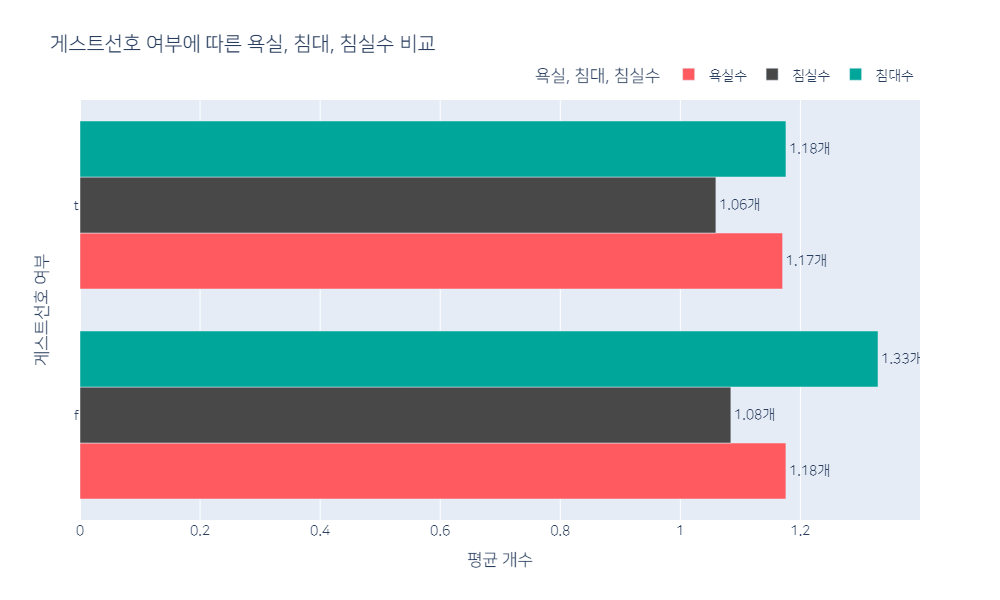 게스트선호 여부에 따른 욕실, 침대, 침실수 비교
욕실, 침대, 침실수 욕실수 침실수 침대수
1.18개
t
1.06개
1.17개
게스트선호 여부
1.33개
f
1.08개
1.18개
0 0.2 0.4 0.6 0.8 1 1.2
평균 개수